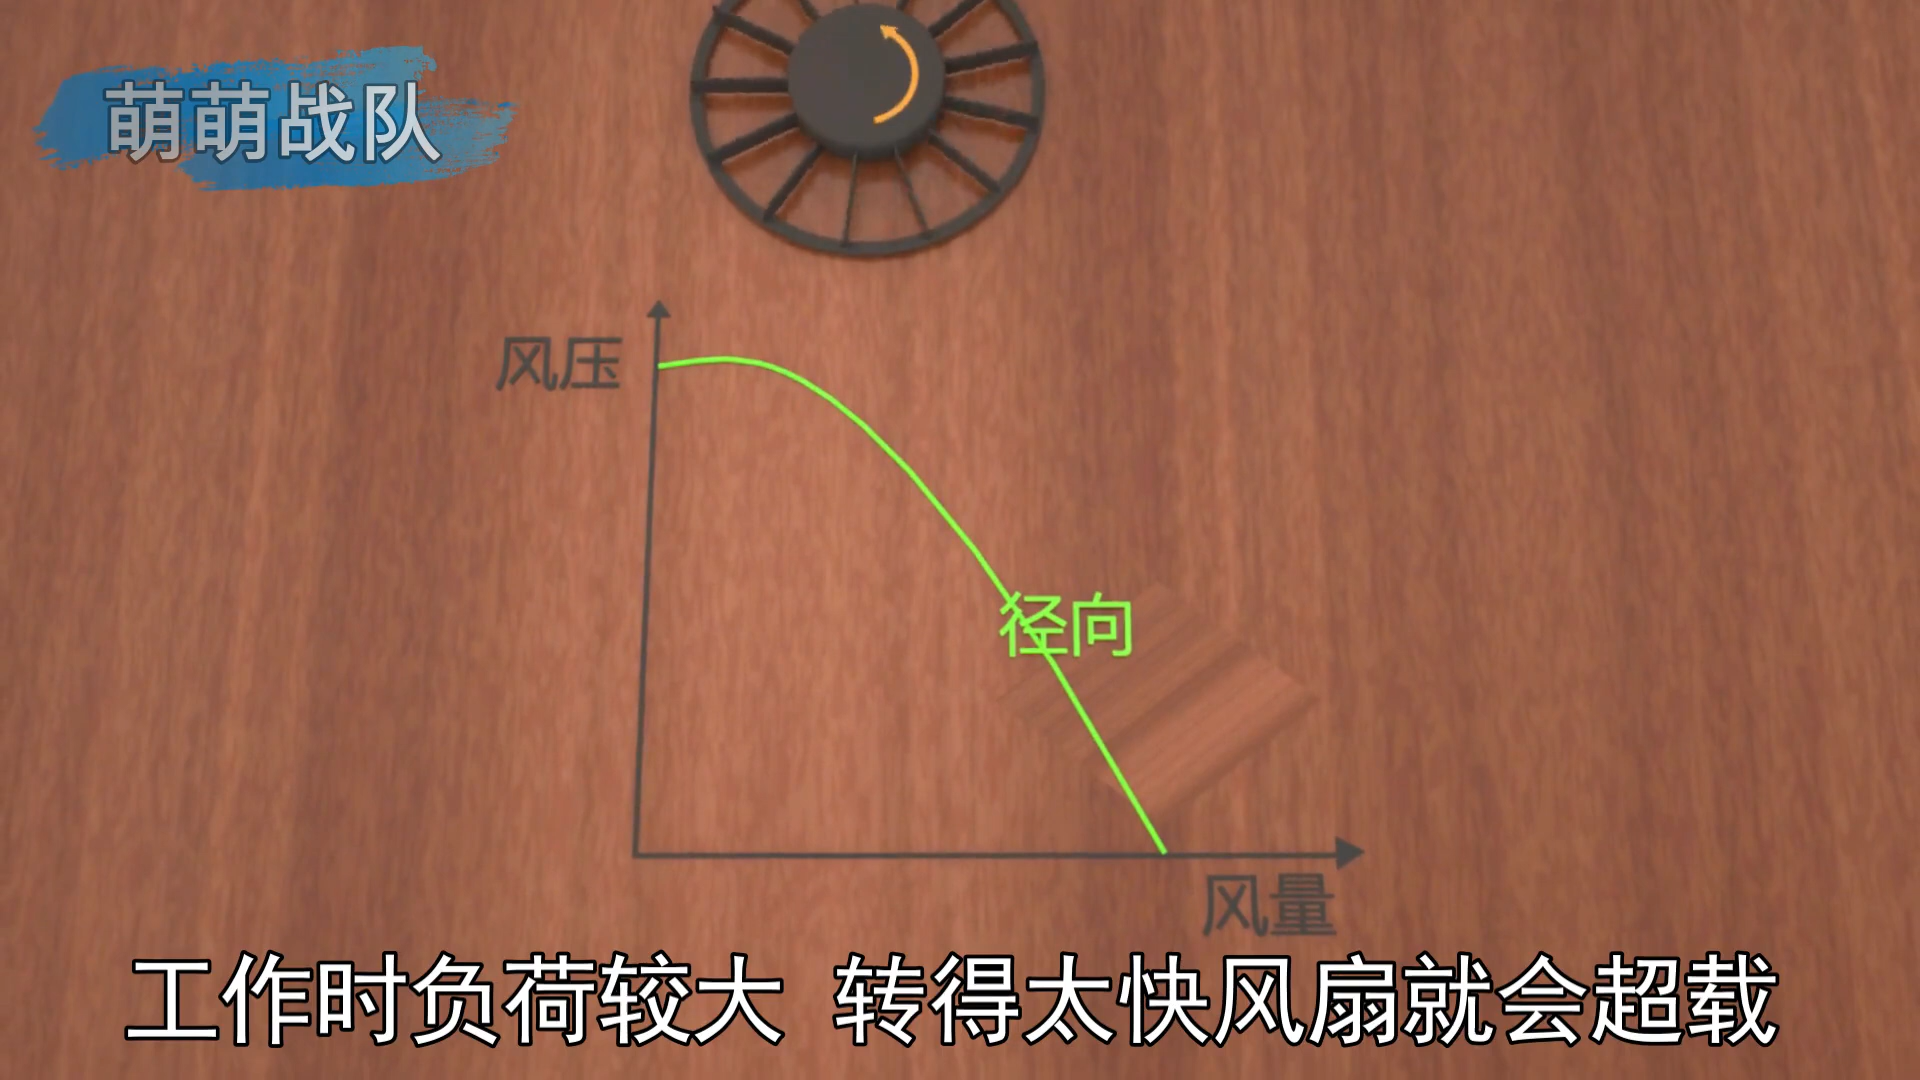 萌萌战队
风压
径向
风量
工作时负荷较大 转得太快风扇就会超载